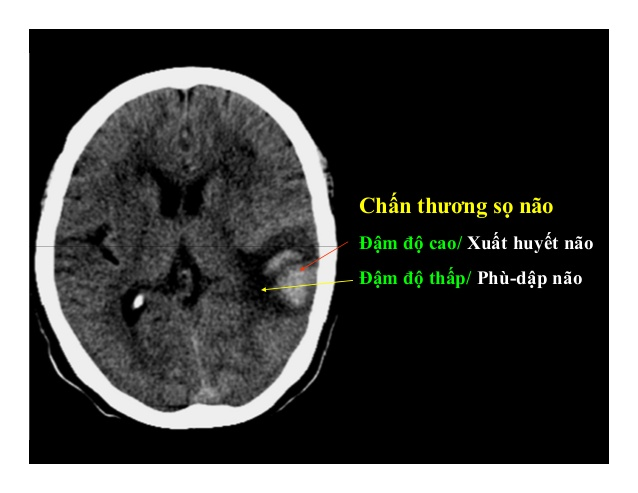 Chấn thương sọ não
Đậm độ cao/ Xuất huyết não
Đậm độ thấp/ Phù-dập não